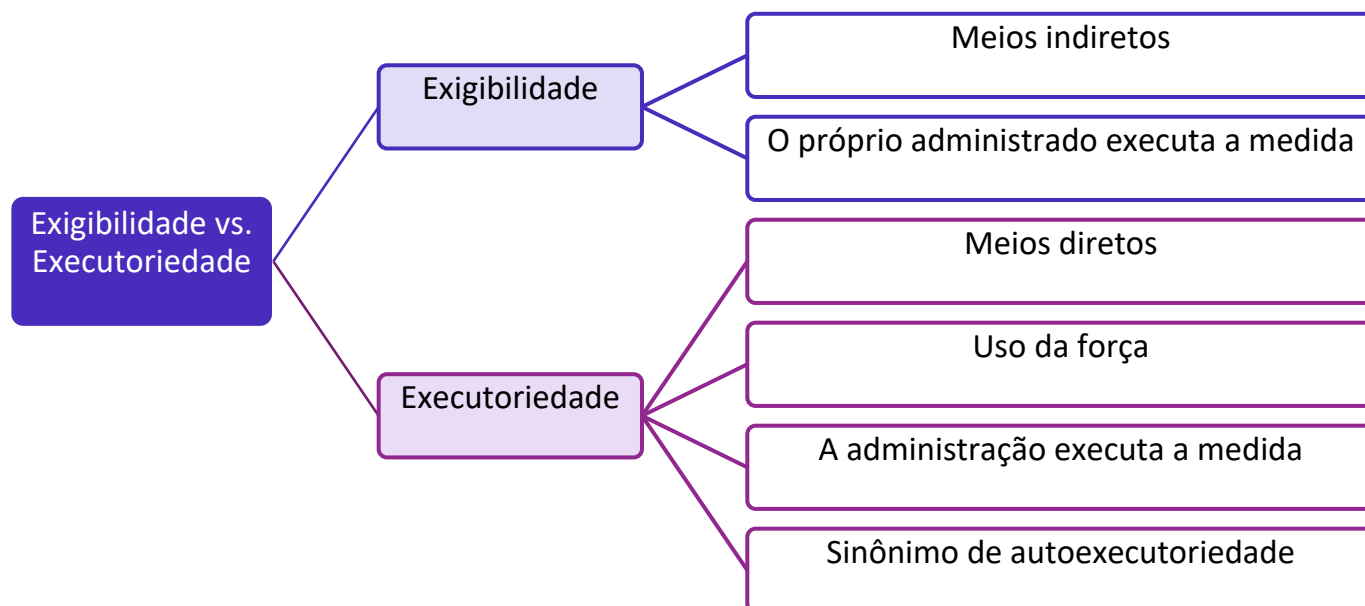 Exigibilidade vs.
Executoriedade
Exigibilidade
Meios indiretos
O próprio administrado executa a medida
Executoriedade
Meios diretos
Uso da força
A administração executa a medida
Sinônimo de autoexecutoriedade